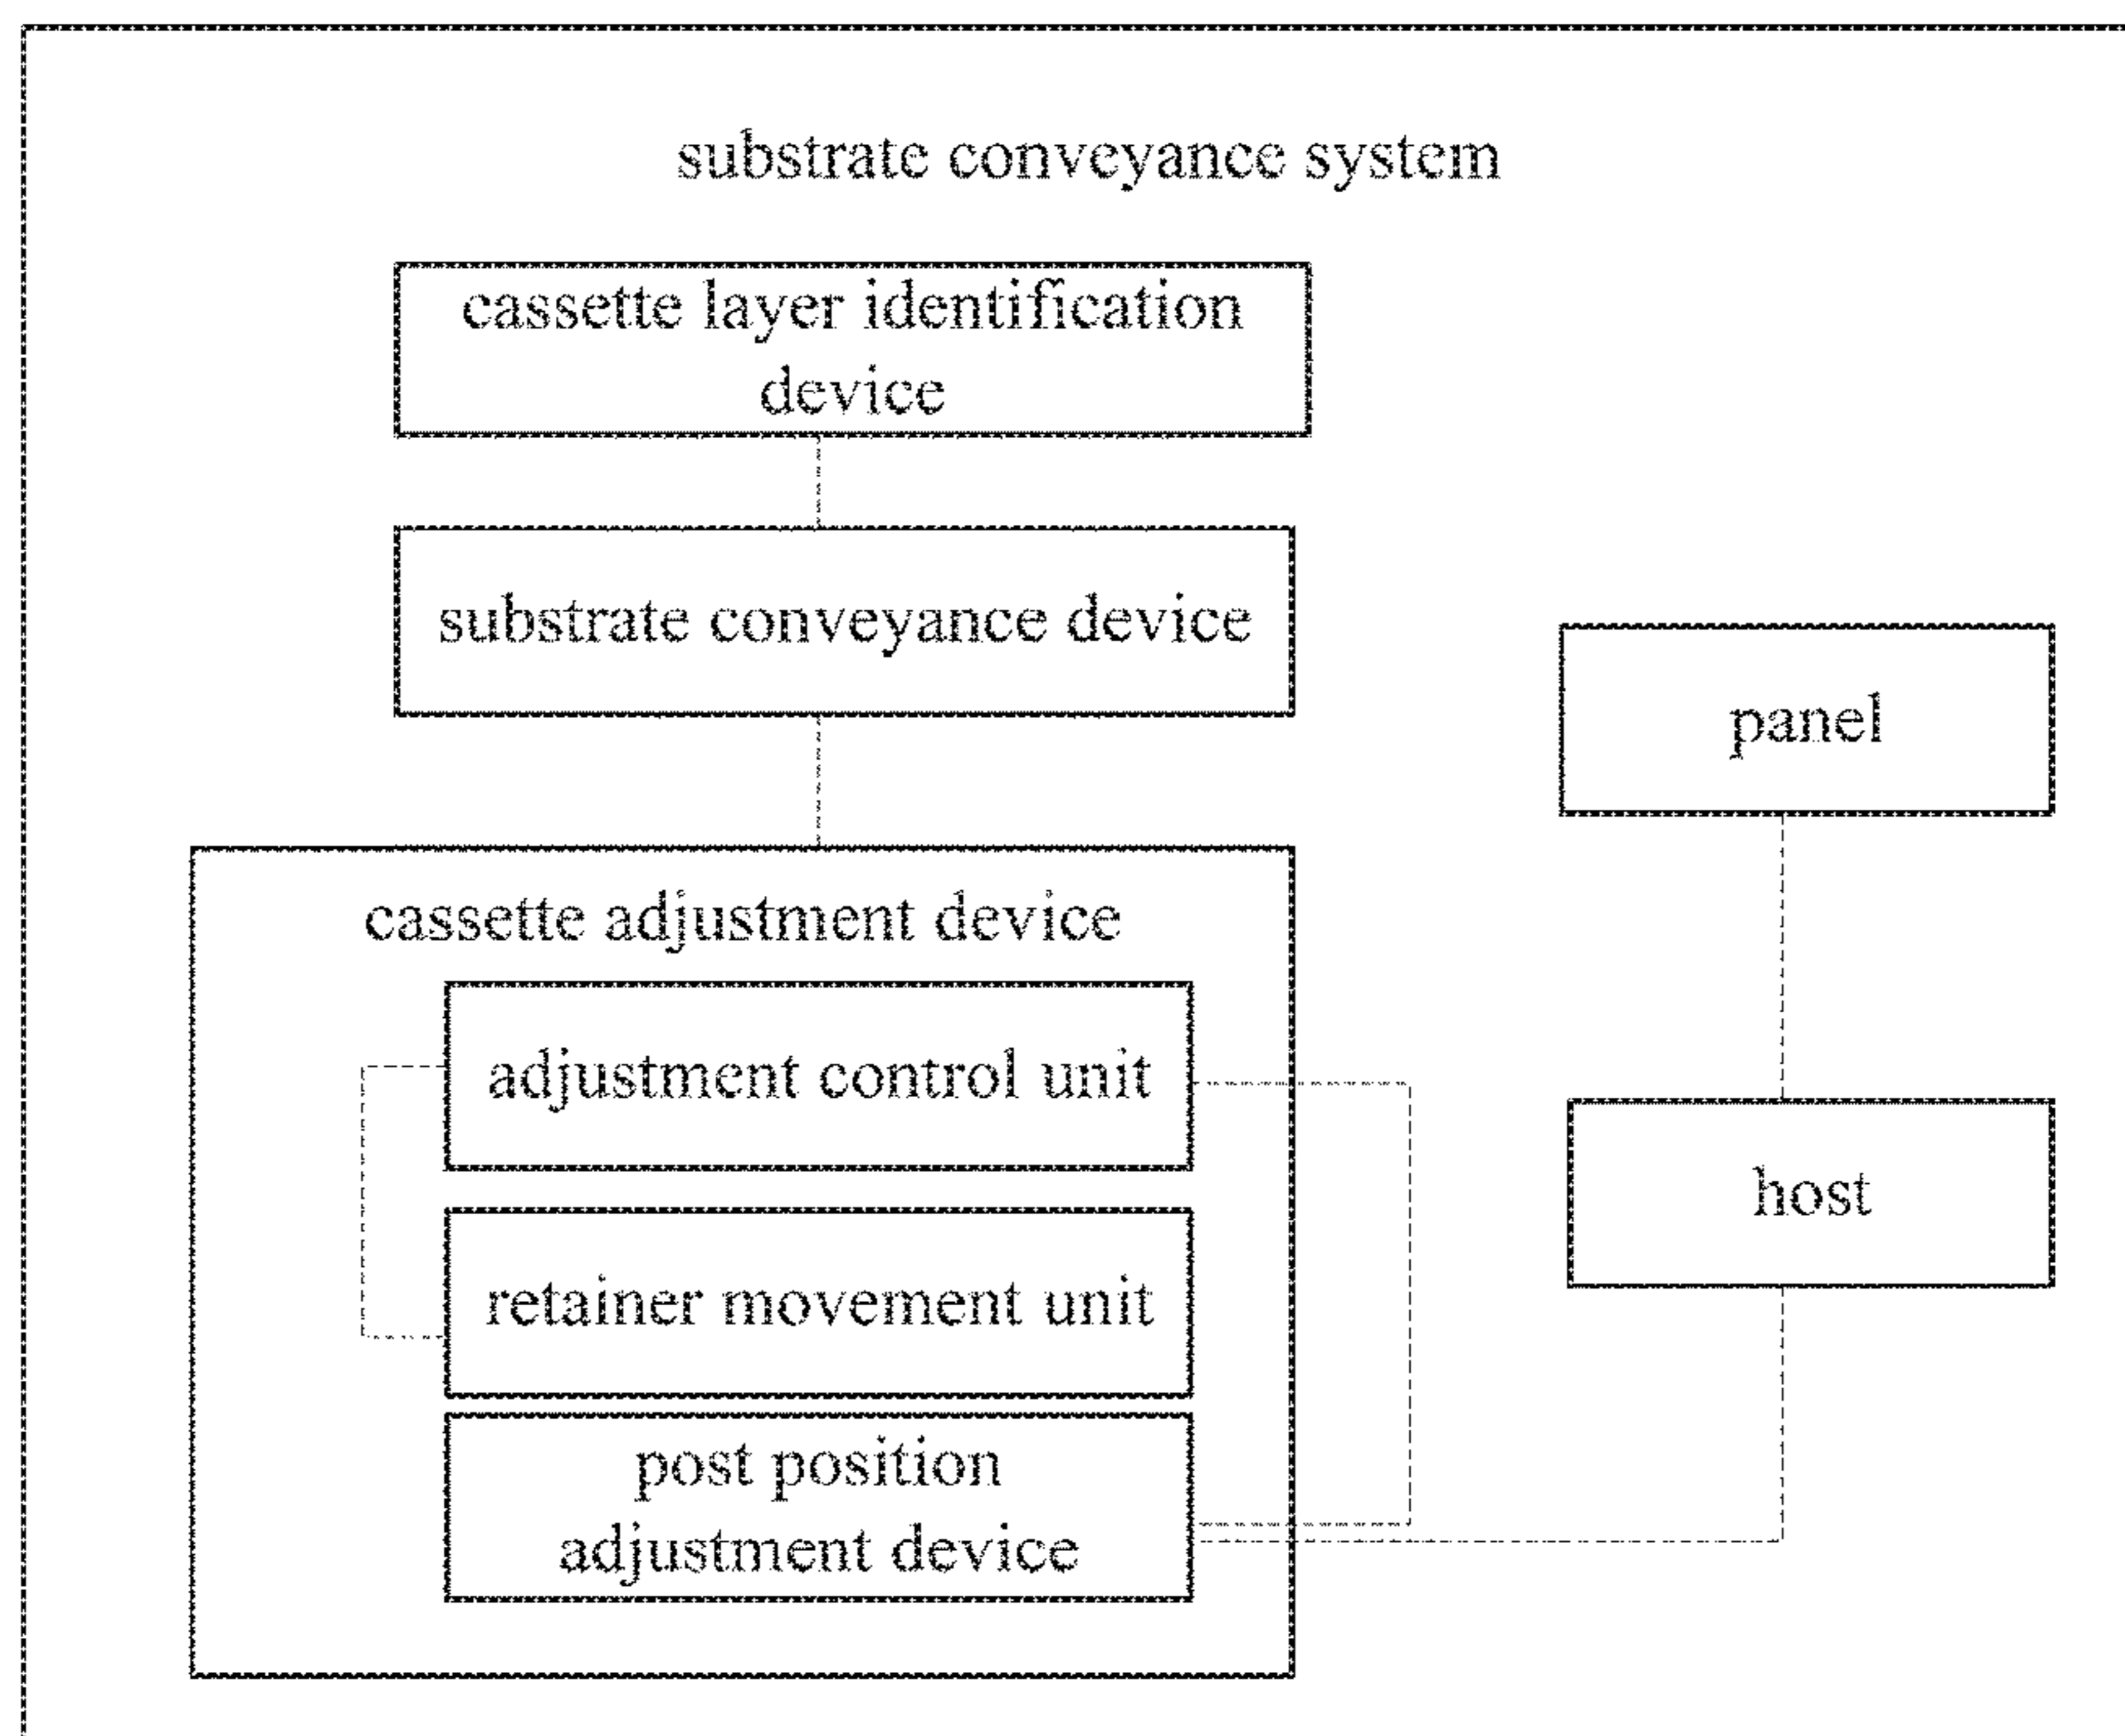 substrate conveyance system
cassette layer identification
device
substrate conveyance device
panel
cassette adjustment device
adjustment control unit
host
retainer movement unit
post position
adjustment device